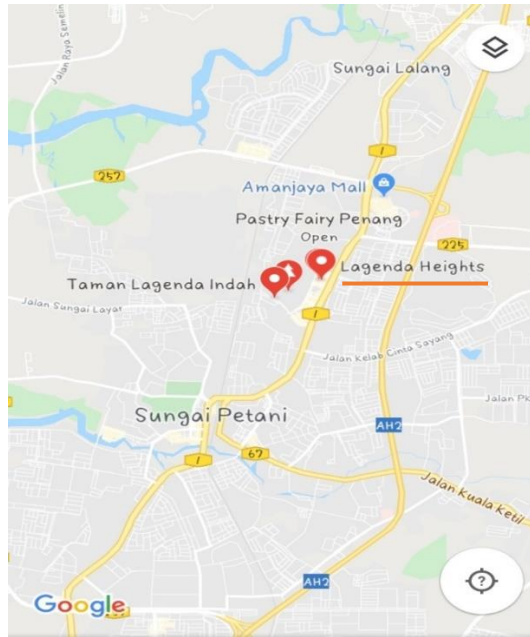 Jalan Raya Semelin
Sungai Lalang
1
252
Amanjaya Mall
Pastry Fairy Penang
Open
225
Lagenda Heights
Taman Lagenda Indah
Jalan Sungai Layar
1
Jalan Kelab Cinta Sayang
Jalan Pk
Sungai Petani
AH2
67
1
Jalan Kuala Ketil
AH2
?
Google